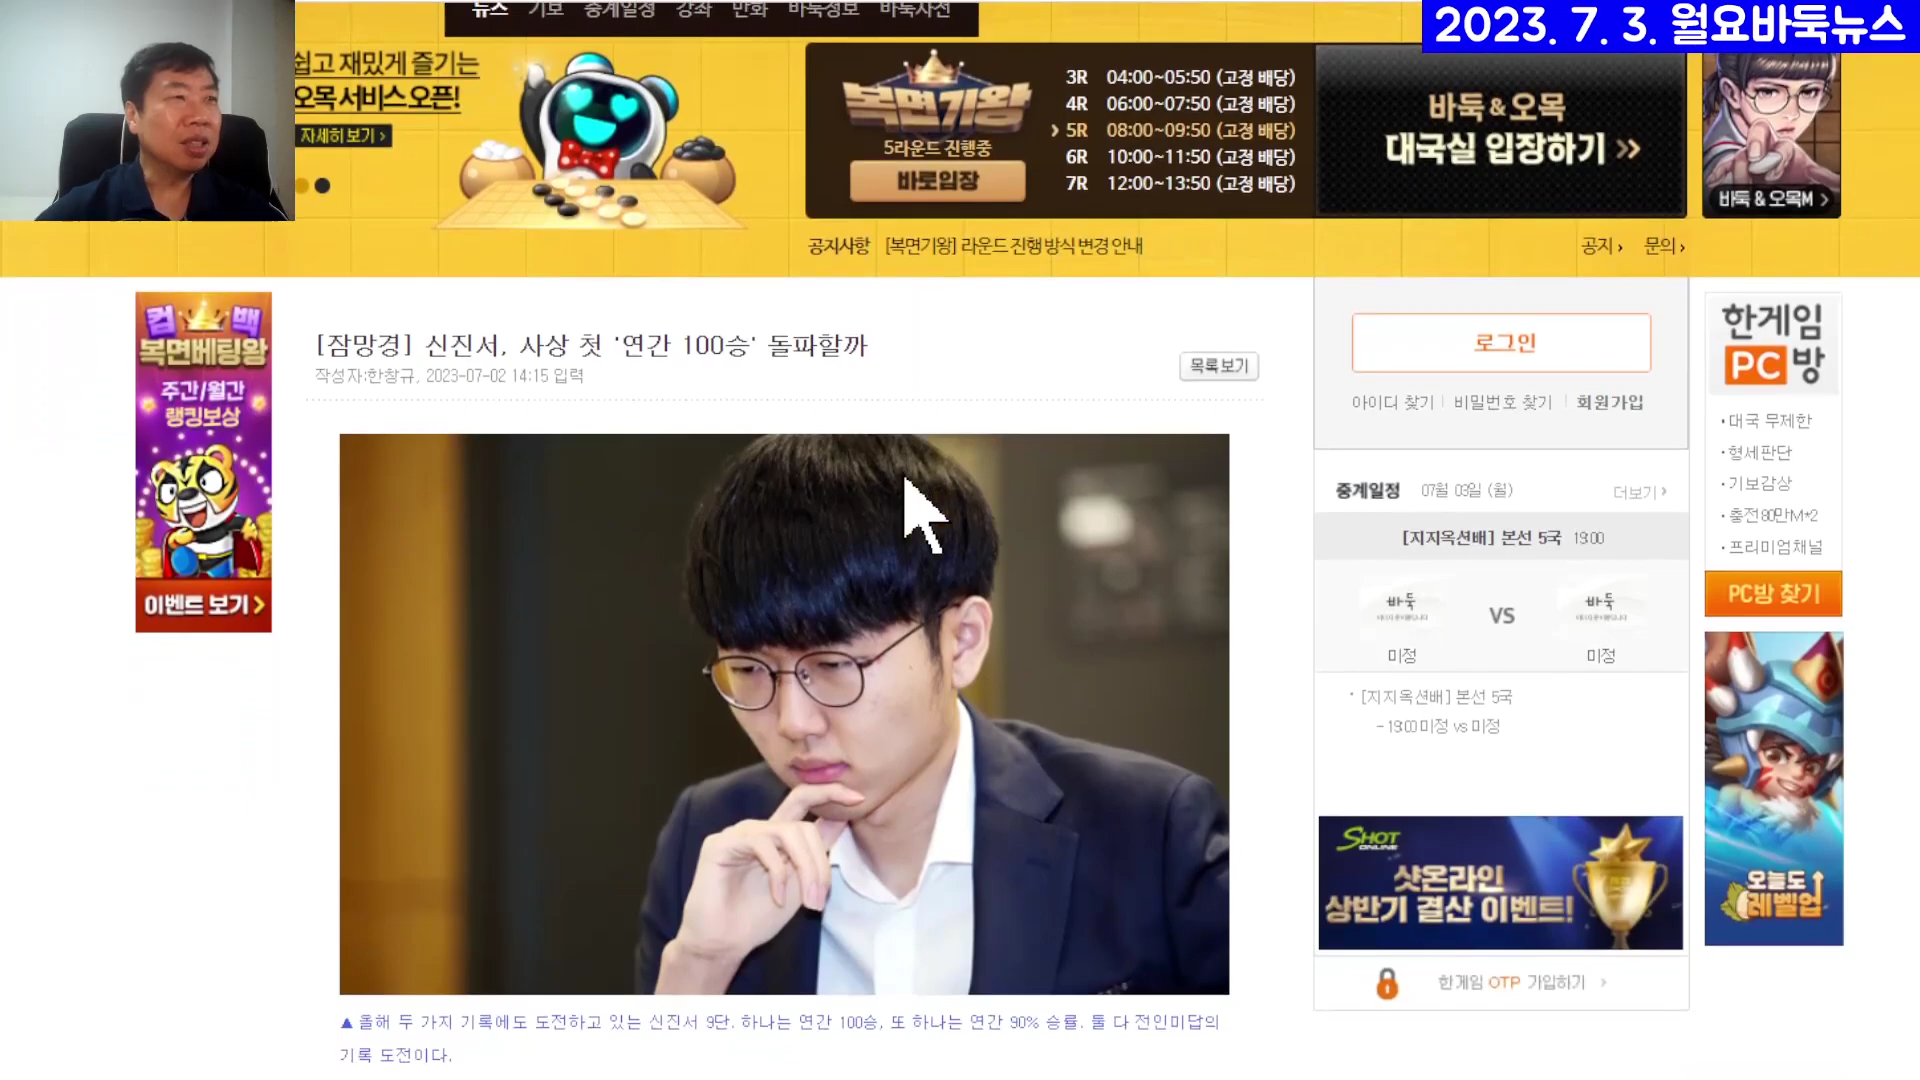 뉴스 기보 중계일정 강좌 만화 바둑정보 바둑사전
2023. 7. 3. 월요바둑뉴스
쉽고 재밌게 즐기는
오목 서비스 오픈!
자세히 보기 ›
복면기왕
5라운드 진행중
바로입장
3R 04:00~05:50 (고정 배당)
4R 06:00~07:50 (고정 배당)
› 5R 08:00~09:50 (고정 배당)
6R 10:00~11:50 (고정 배당)
7R 12:00~13:50 (고정 배당)
바둑 & 오목
대국실 입장하기 »
바둑 & 오목M ›
공지사항 [복면기왕] 라운드 진행 방식 변경 안내
공지 › 문의 ›
컴백
복면베팅왕
주간/월간
랭킹보상
이벤트 보기 >
[잠망경] 신진서, 사상 첫 '연간 100승' 돌파할까
작성자:한창규, 2023-07-02 14:15 입력
목록보기
▲ 올해 두 가지 기록에도 도전하고 있는 신진서 9단. 하나는 연간 100승, 또 하나는 연간 90% 승률. 둘 다 전인미답의
기록 도전이다.
로그인
아이디 찾기 | 비밀번호 찾기 | 회원가입
중계일정 07월 03일 (월) 더보기 ›
[지지옥션배] 본선 5국 19:00
바둑 VS 바둑
미정 미정
· [지지옥션배] 본선 5국
- 19:00 미정 vs 미정
SHOT ONLINE
샷온라인
상반기 결산 이벤트!
한게임 OTP 가입하기 ›
한게임
PC방
· 대국 무제한
· 형세판단
· 기보감상
· 충전80만M*2
· 프리미엄채널
PC방 찾기
오늘도
레벨업